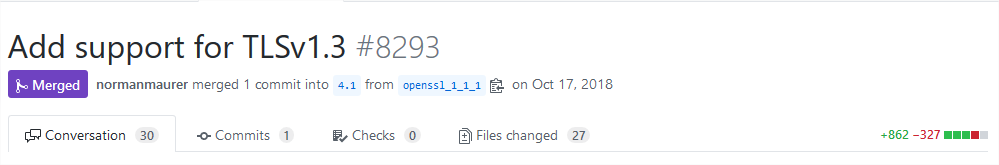 Add support for TLSv1.3 #8293
Merged normanmaurer merged 1 commit into 4.1 from openssl_1_1_1 on Oct 17, 2018
Conversation 30 Commits 1 Checks 0 Files changed 27 +862 −327